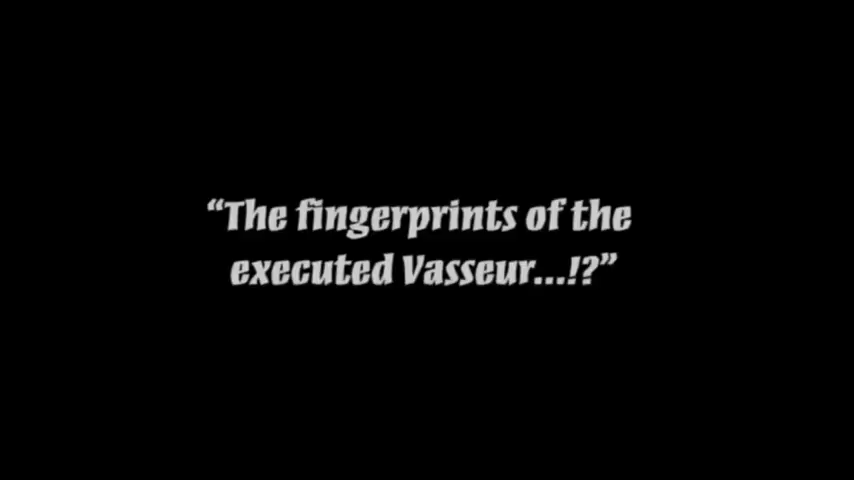 “The fingerprints of the
executed Vasseur...!?”